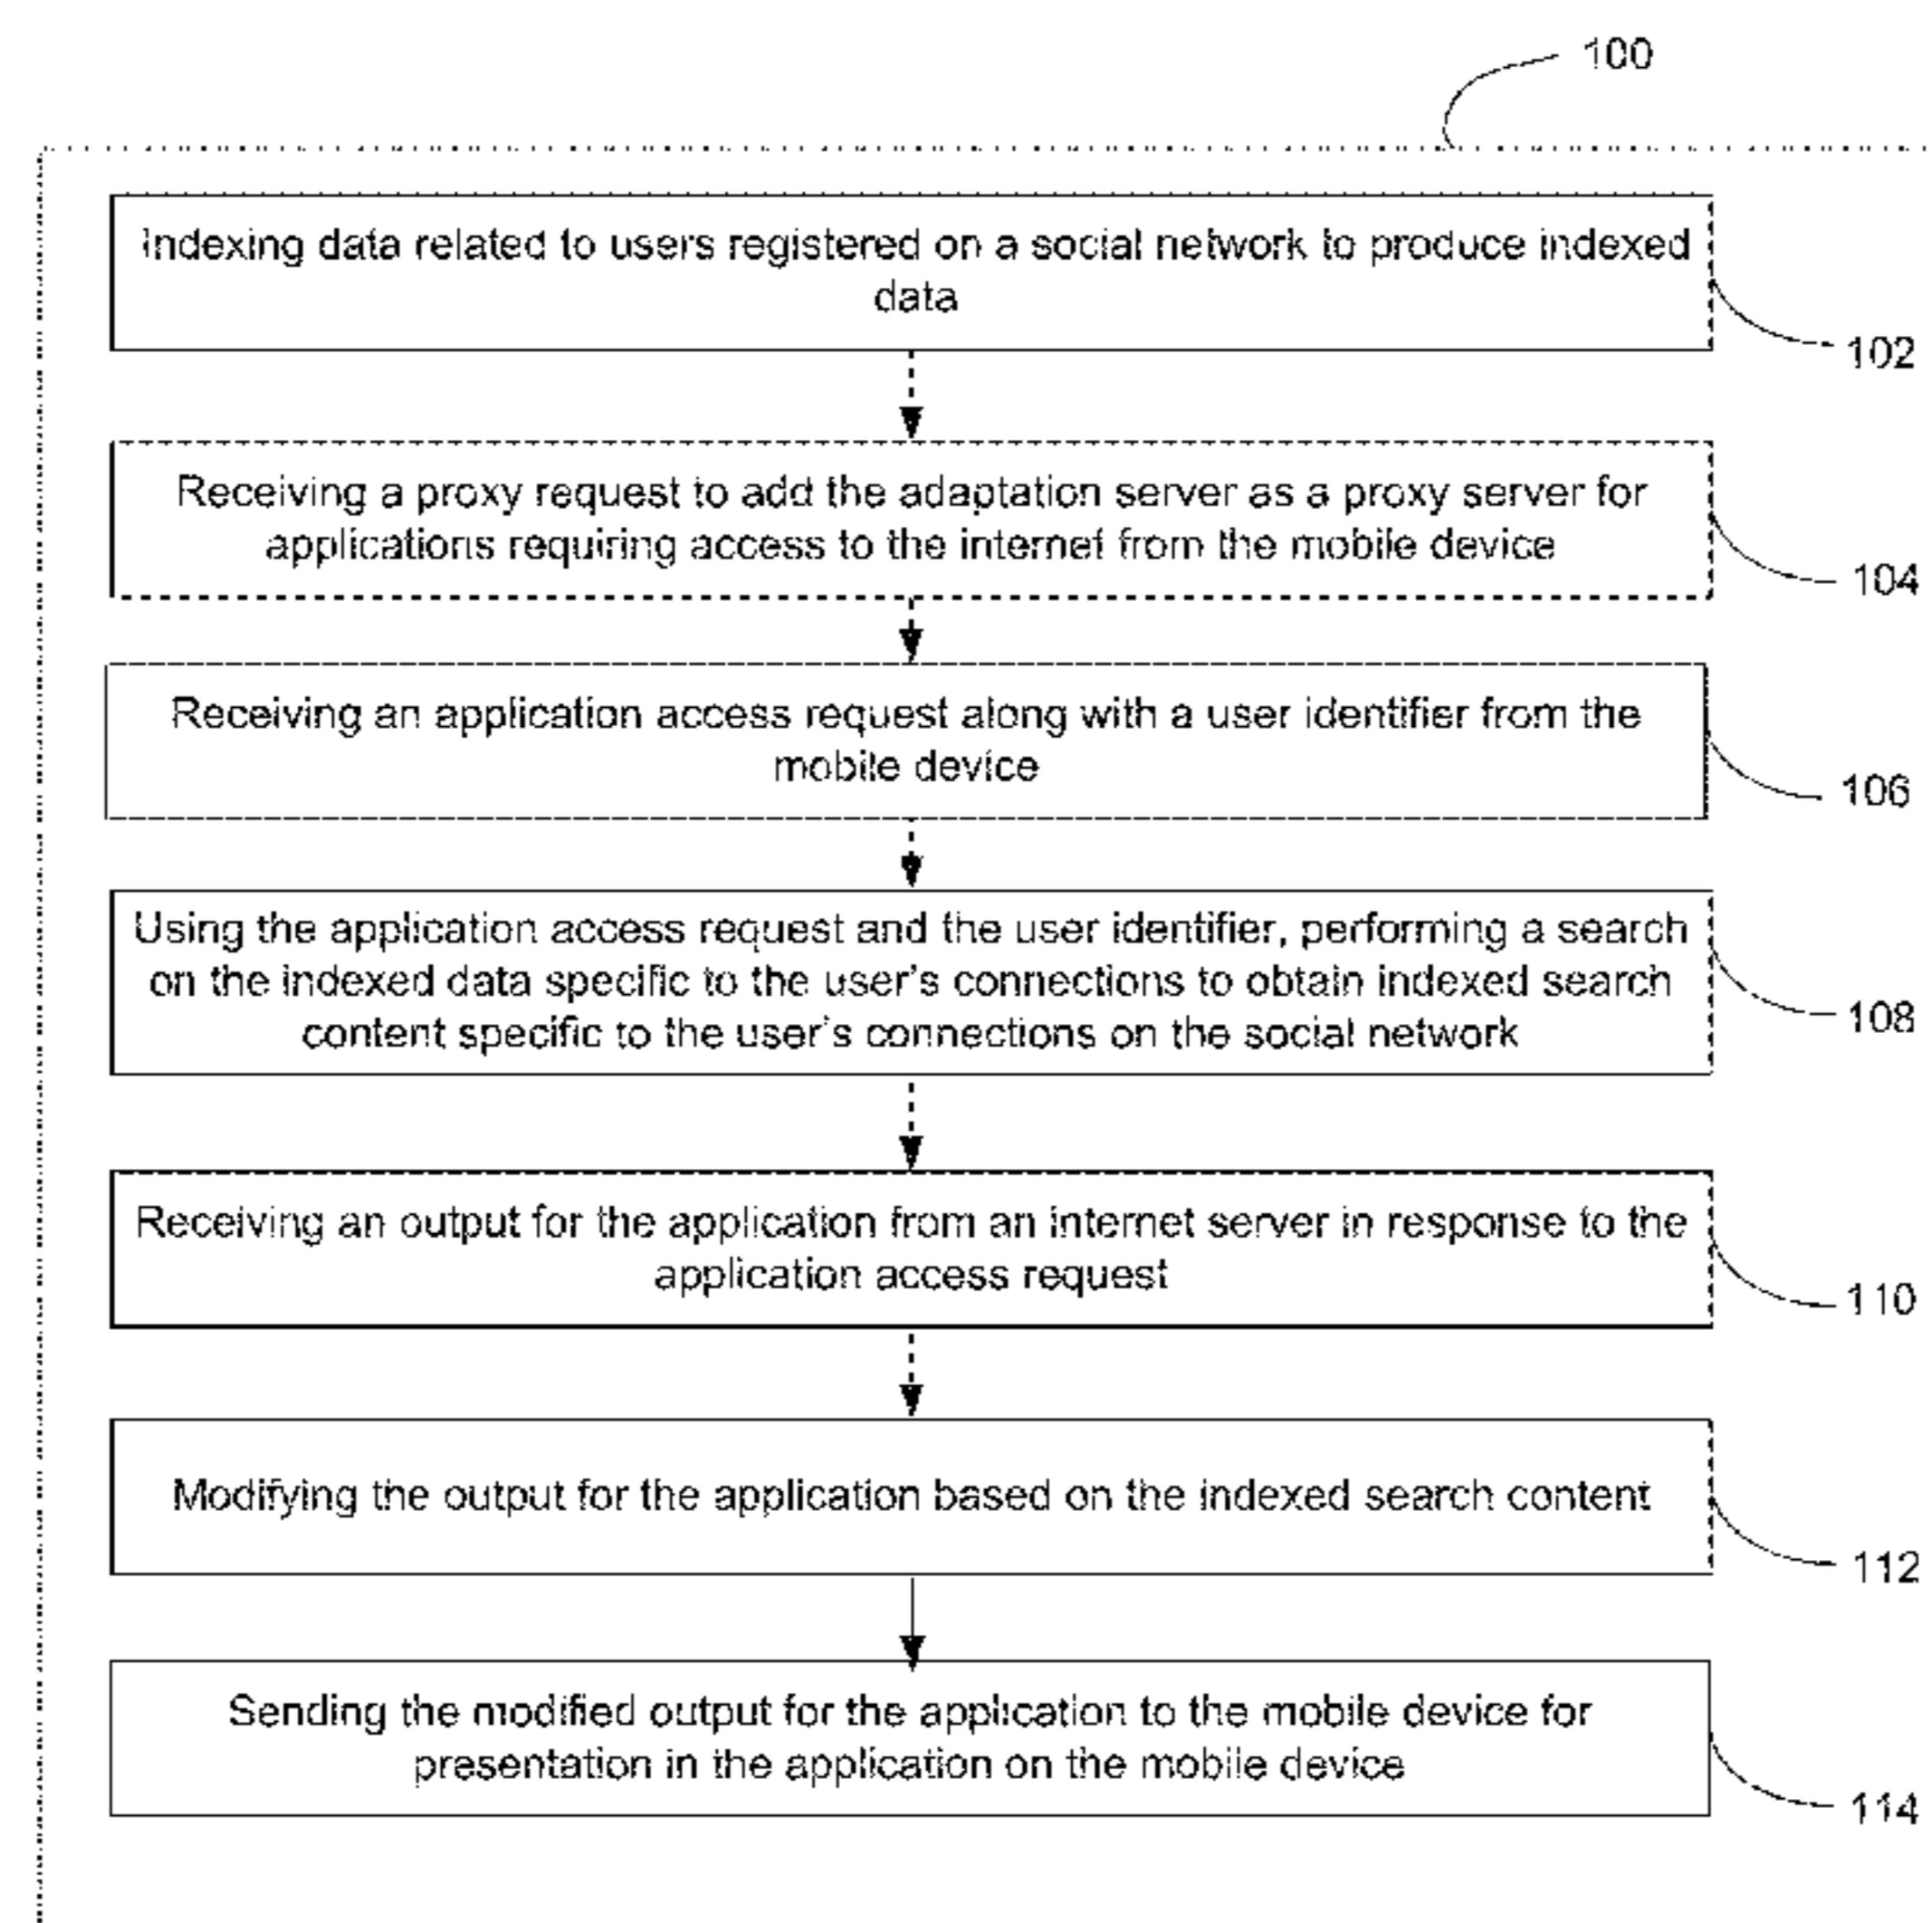 100
Indexing data related to users registered on a social network to produce indexed
data
102
Receiving a proxy request to add the adaptation server as a proxy server for
applications requiring access to the internet from the mobile device
104
Receiving an application access request along with a user identifier from the
mobile device
106
Using the application access request and the user identifier, performing a search
on the indexed data specific to the user's connections to obtain indexed search
content specific to the user's connections on the social network
108
Receiving an output for the application from an internet server in response to the
application access request
110
Modifying the output for the application based on the indexed search content
112
Sending the modified output for the application to the mobile device for
presentation in the application on the mobile device
114